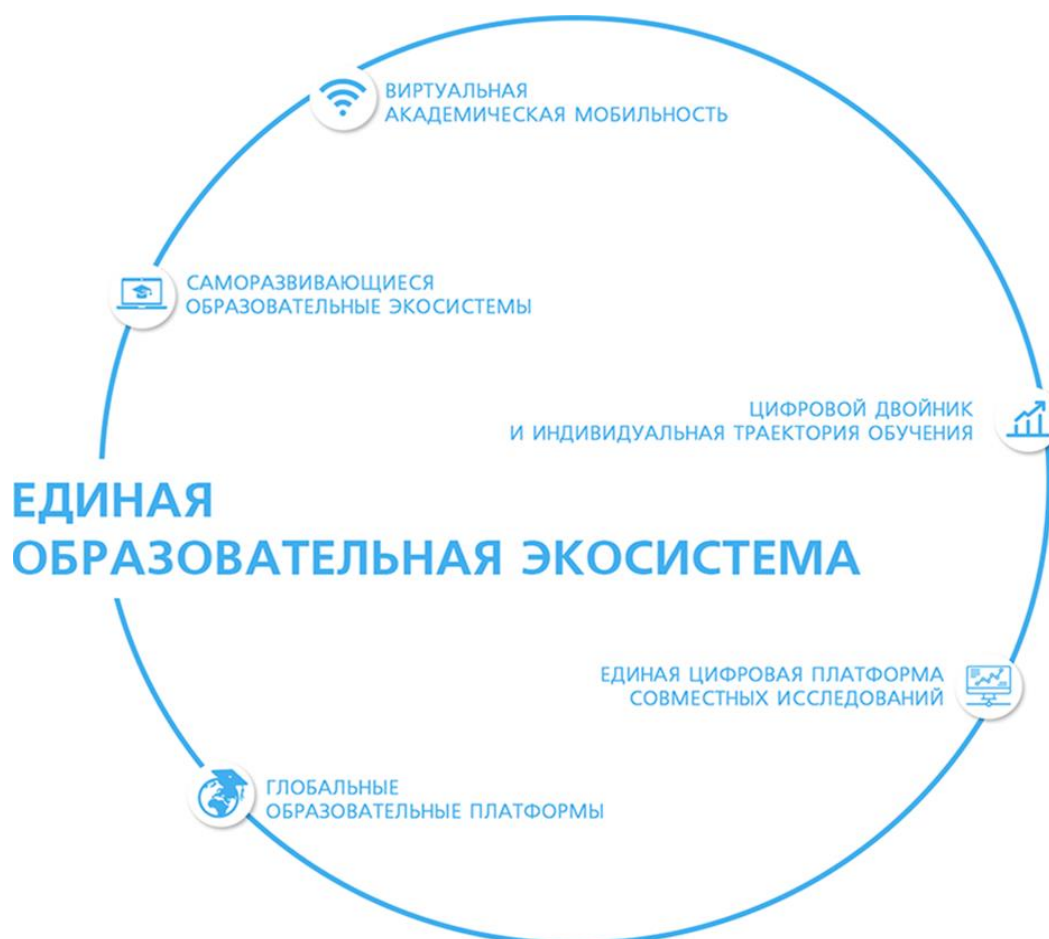 ВИРТУАЛЬНАЯ
АКАДЕМИЧЕСКАЯ МОБИЛЬНОСТЬ
САМОРАЗВИВАЮЩИЕСЯ
ОБРАЗОВАТЕЛЬНЫЕ ЭКОСИСТЕМЫ
ЦИФРОВОЙ ДВОЙНИК
И ИНДИВИДУАЛЬНАЯ ТРАЕКТОРИЯ ОБУЧЕНИЯ
ЕДИНАЯ
ОБРАЗОВАТЕЛЬНАЯ ЭКОСИСТЕМА
ЕДИНАЯ ЦИФРОВАЯ ПЛАТФОРМА
СОВМЕСТНЫХ ИССЛЕДОВАНИЙ
ГЛОБАЛЬНЫЕ
ОБРАЗОВАТЕЛЬНЫЕ ПЛАТФОРМЫ